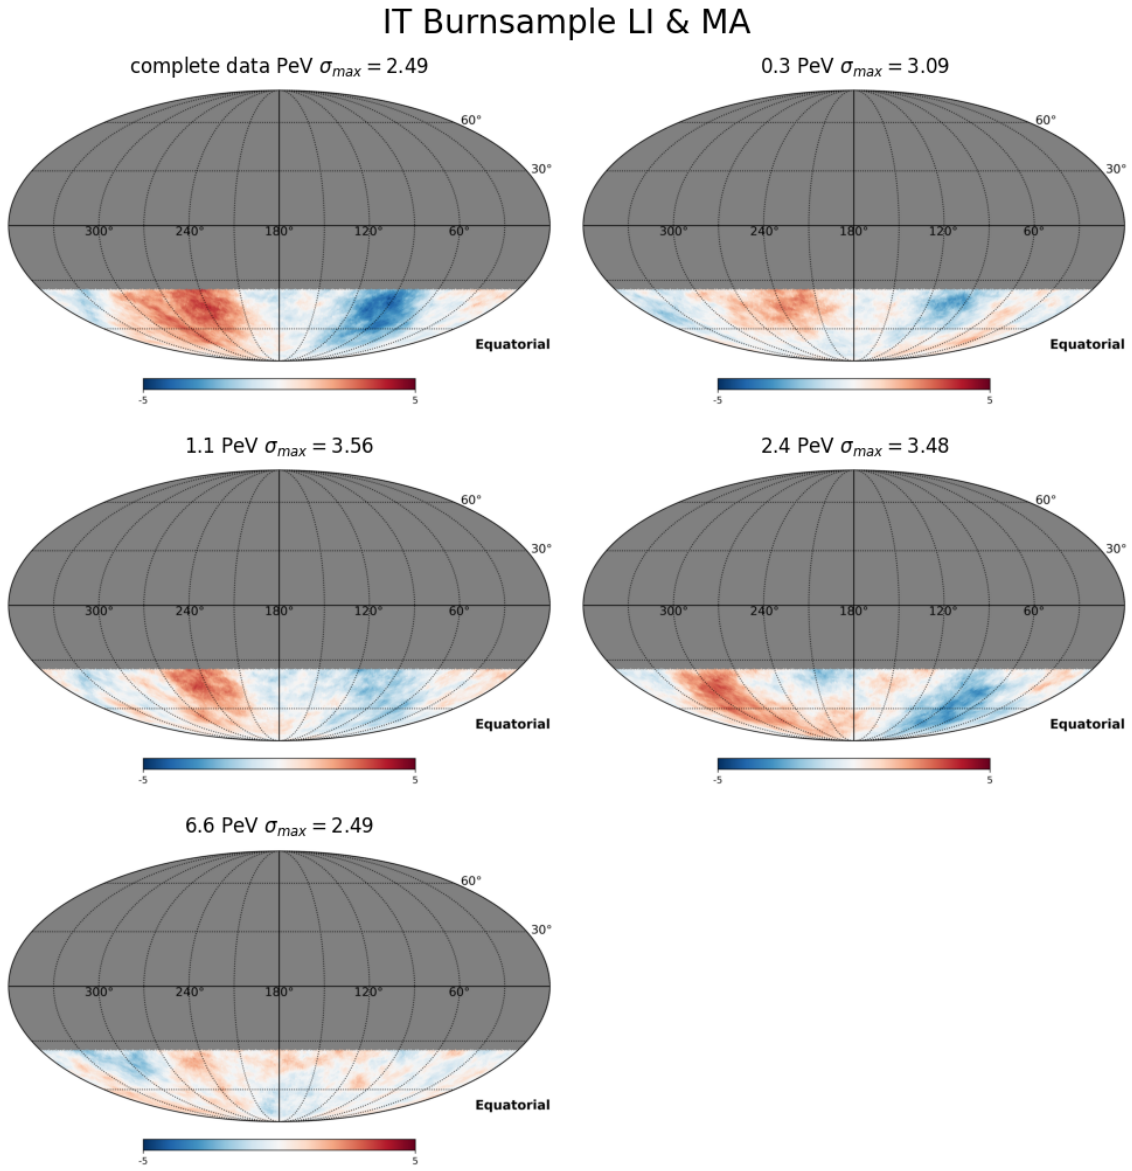 IT Burnsample LI & MA
complete data PeV σmax = 2.49
60°
30°
300° 240° 180° 120° 60°
Equatorial
-5 5
0.3 PeV σmax = 3.09
60°
30°
300° 240° 180° 120° 60°
Equatorial
-5 5
1.1 PeV σmax = 3.56
60°
30°
300° 240° 180° 120° 60°
Equatorial
-5 5
2.4 PeV σmax = 3.48
60°
30°
300° 240° 180° 120° 60°
Equatorial
-5 5
6.6 PeV σmax = 2.49
60°
30°
300° 240° 180° 120° 60°
Equatorial
-5 5